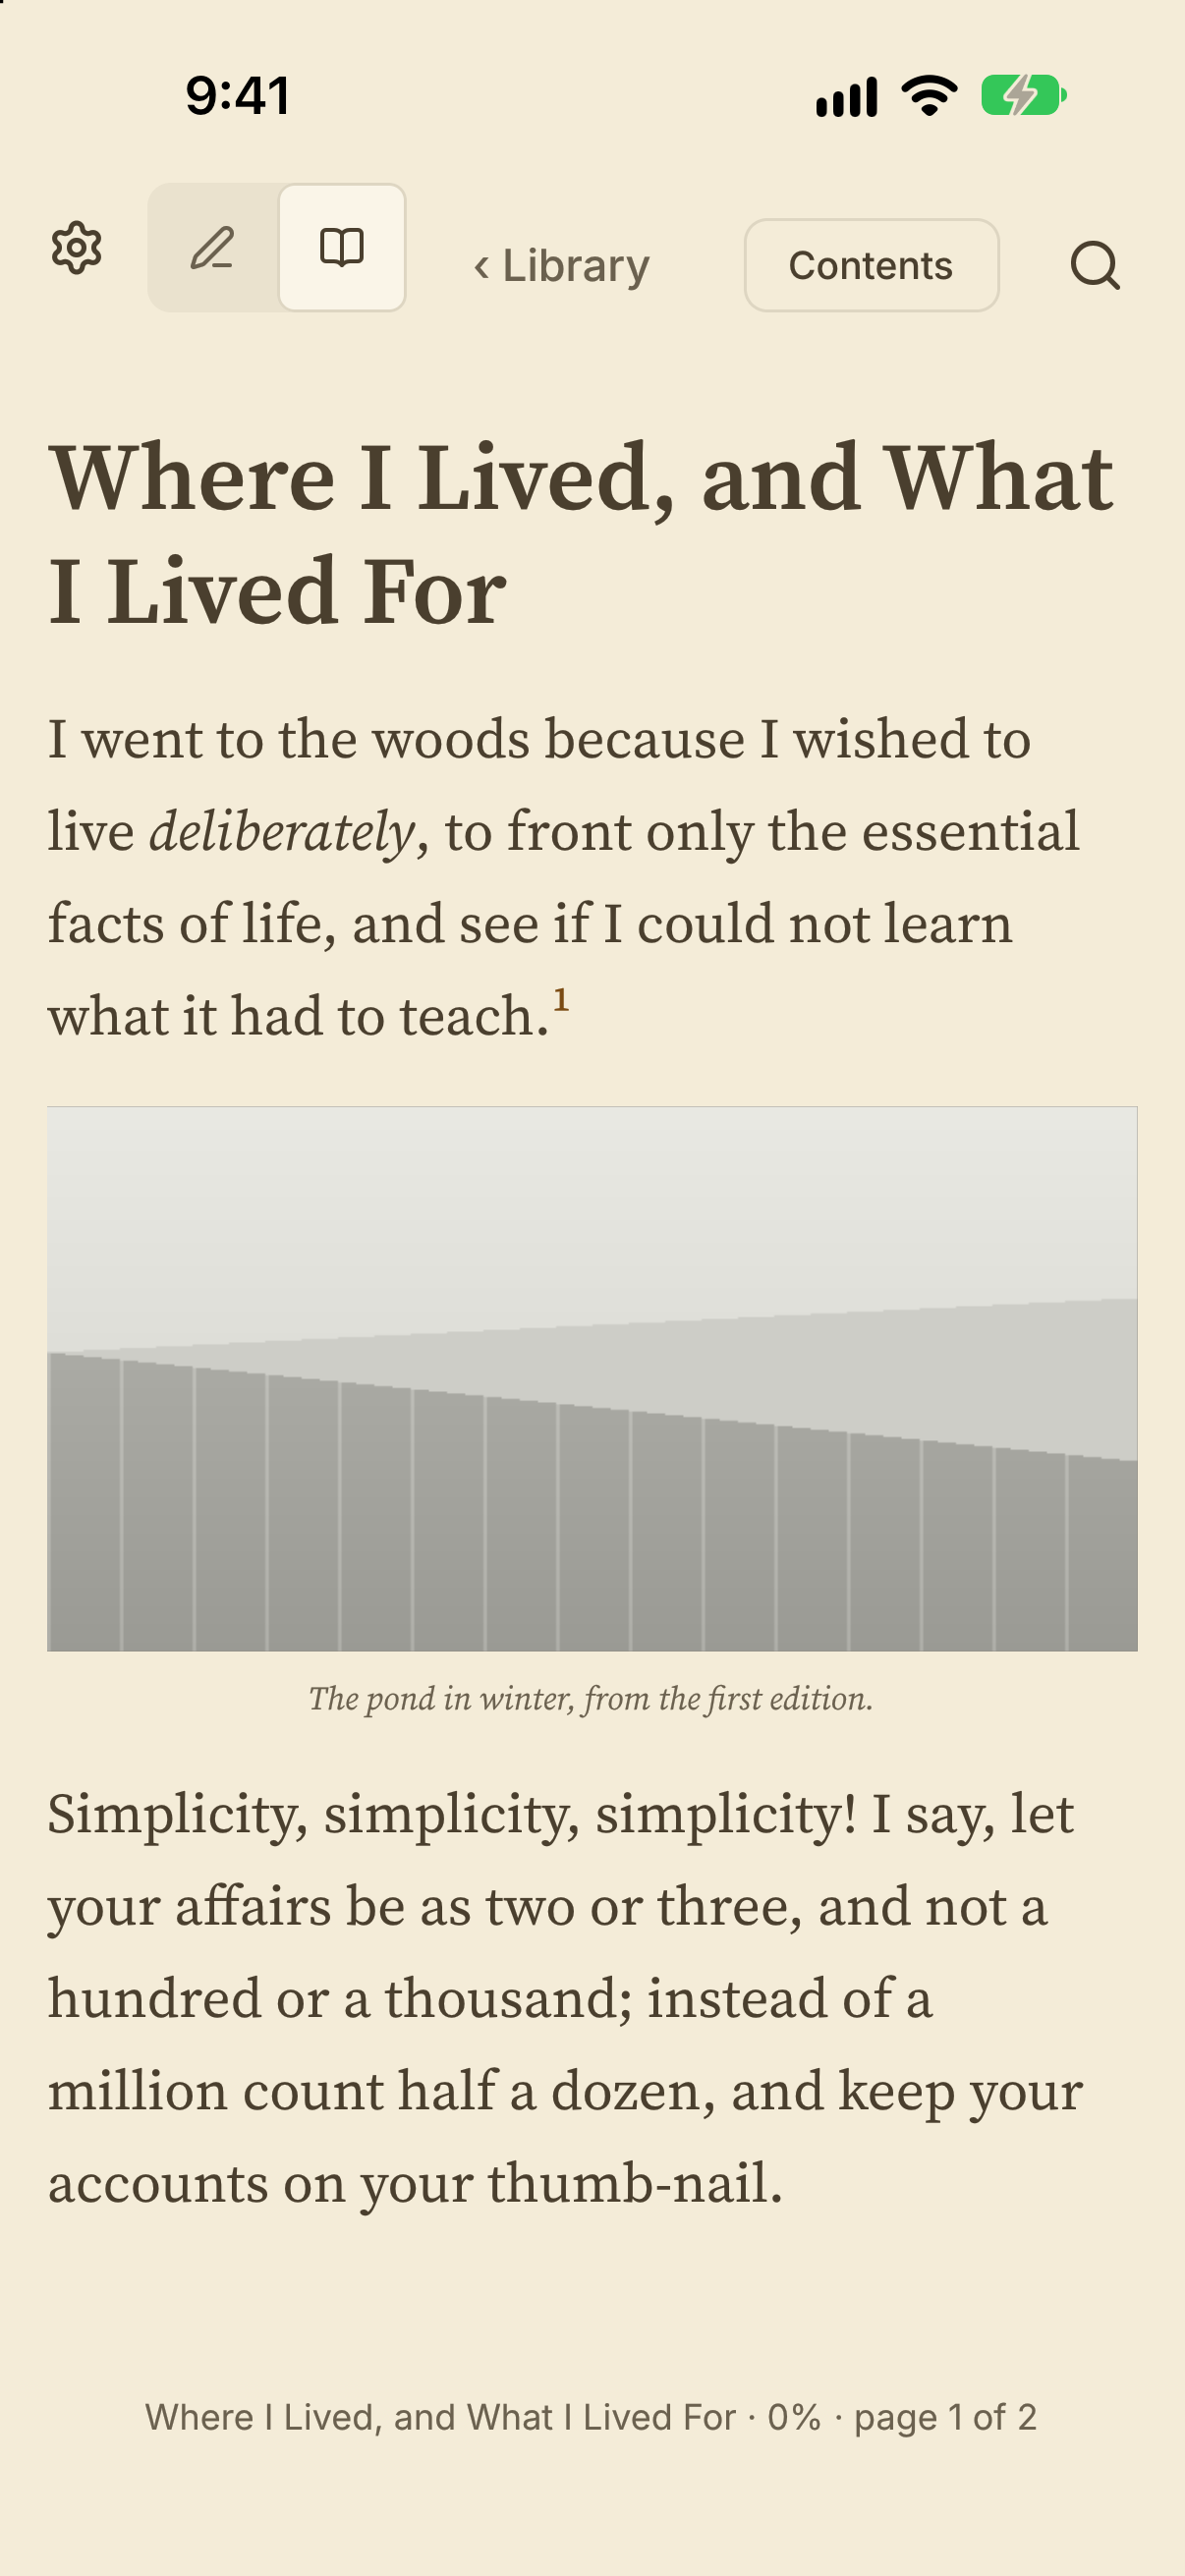 9:41
‹ Library
Contents
Where I Lived, and What
I Lived For
I went to the woods because I wished to
live deliberately, to front only the essential
facts of life, and see if I could not learn
what it had to teach.1
The pond in winter, from the first edition.
Simplicity, simplicity, simplicity! I say, let
your affairs be as two or three, and not a
hundred or a thousand; instead of a
million count half a dozen, and keep your
accounts on your thumb-nail.
Where I Lived, and What I Lived For · 0% · page 1 of 2